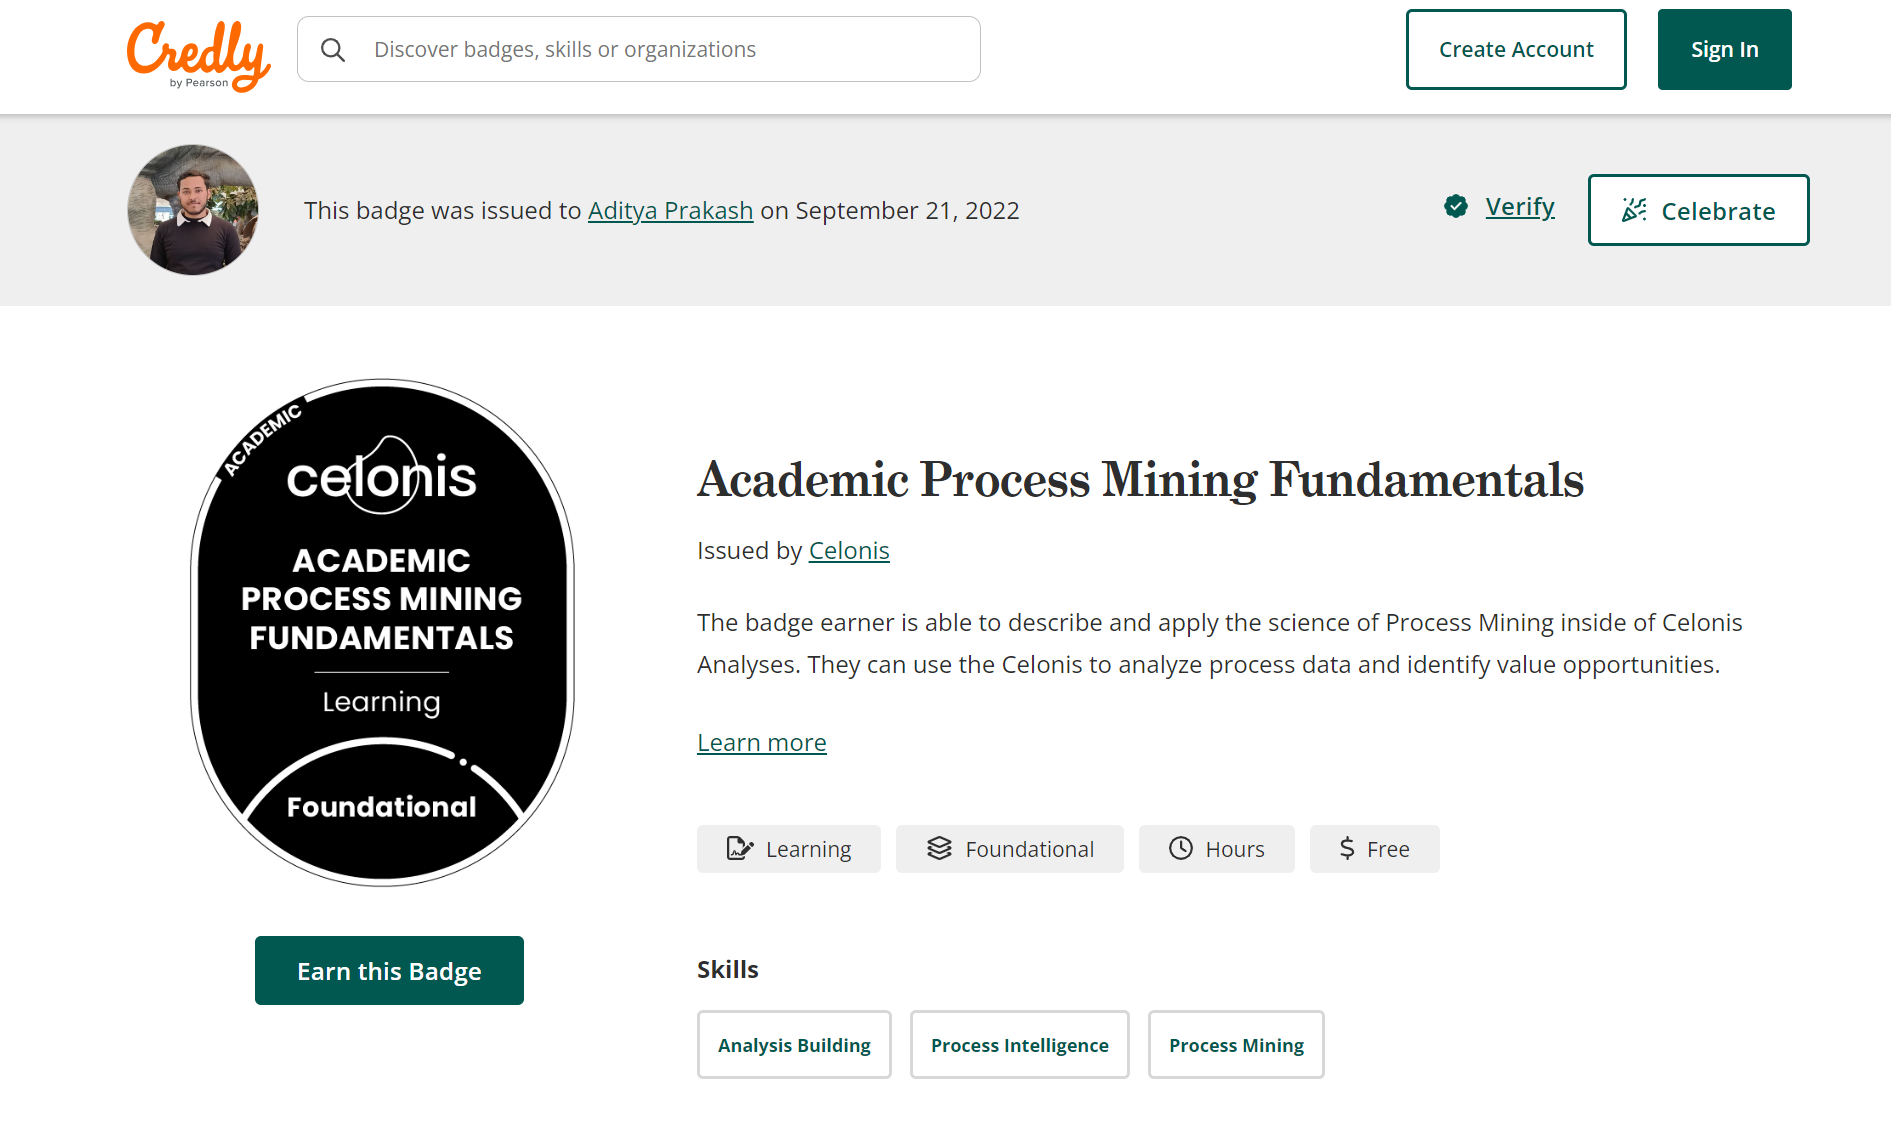 Credly
by Pearson
Discover badges, skills or organizations
Create Account
Sign In
This badge was issued to Aditya Prakash on September 21, 2022
Verify
Celebrate
ACADEMIC
celonis
ACADEMIC
PROCESS MINING
FUNDAMENTALS
Learning
Foundational
Earn this Badge
Academic Process Mining Fundamentals
Issued by Celonis
The badge earner is able to describe and apply the science of Process Mining inside of Celonis
Analyses. They can use the Celonis to analyze process data and identify value opportunities.
Learn more
Learning
Foundational
Hours
$ Free
Skills
Analysis Building
Process Intelligence
Process Mining